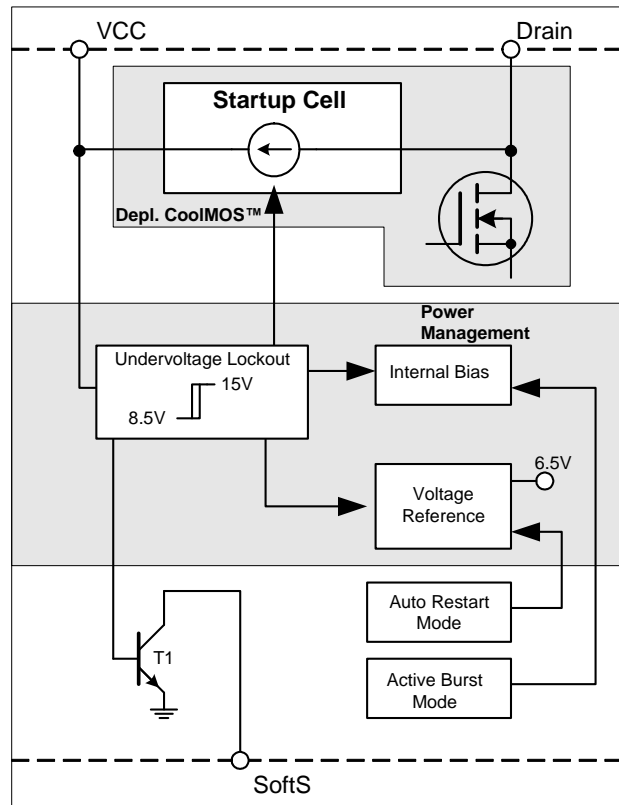 VCC
Drain
Startup Cell
Depl. CoolMOS™
Power
Management
Undervoltage Lockout
15V
8.5V
Internal Bias
6.5V
Voltage
Reference
Auto Restart
Mode
T1
Active Burst
Mode
SoftS